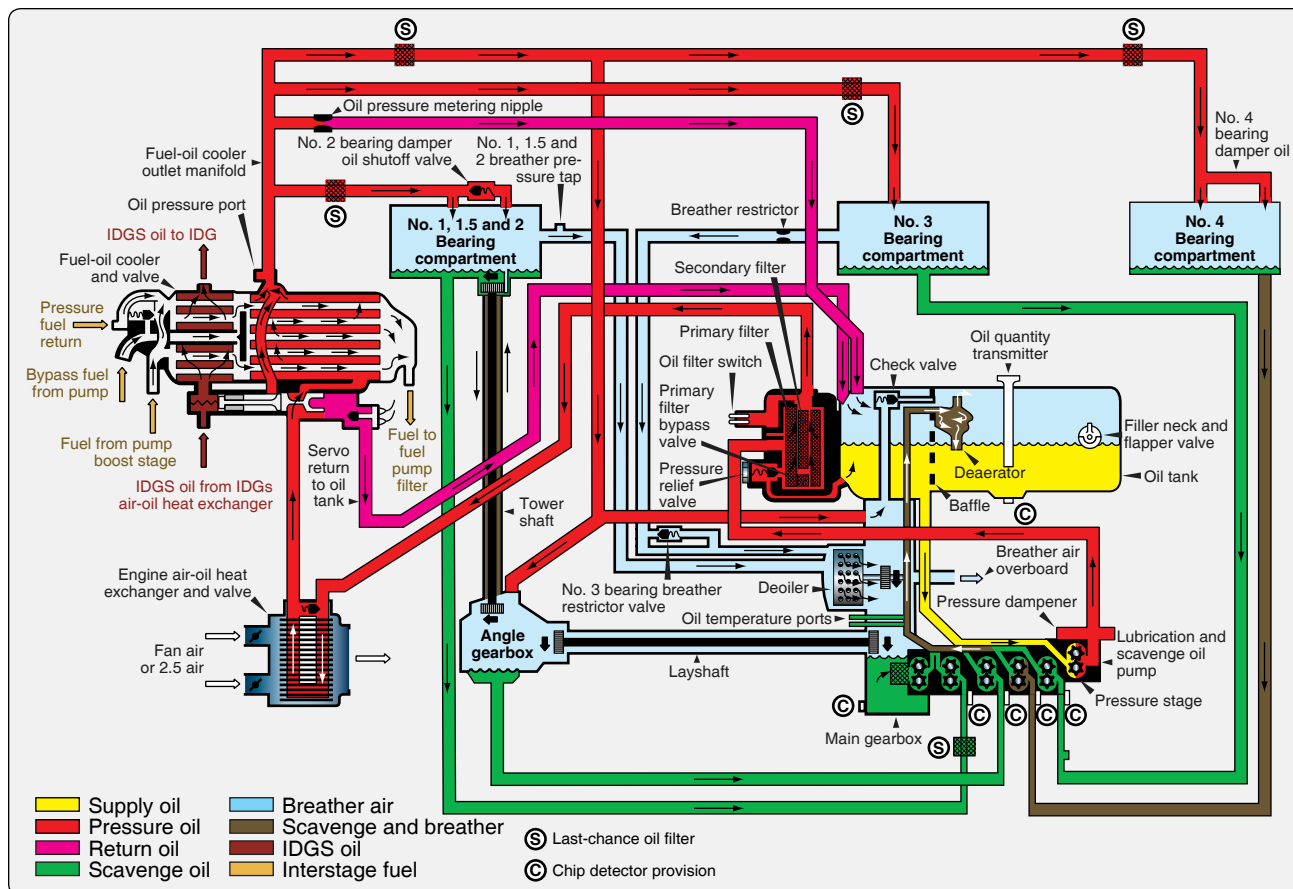 S
S
S
Oil pressure metering nipple
No. 2 bearing damper
oil shutoff valve
No. 1, 1.5 and
2 breather pre-
ssure tap
No. 4
bearing
damper oil
Fuel-oil cooler
outlet manifold
S
Oil pressure port
Breather restrictor
No. 1, 1.5 and 2
Bearing
compartment
No. 3
Bearing
compartment
No. 4
Bearing
compartment
IDGS oil to IDG
Fuel-oil cooler
and valve
Secondary filter
Pressure
fuel
return
Primary filter
Oil filter switch
Primary
filter
bypass
valve
Pressure
relief
valve
Check valve
Oil quantity
transmitter
Bypass fuel
from pump
Fuel from pump
boost stage
IDGS oil from IDGs
air-oil heat exchanger
Servo
return
to oil
tank
Fuel to
fuel
pump
filter
Filler neck and
flapper valve
Deaerator
Oil tank
Baffle
C
Tower
shaft
Engine air-oil heat
exchanger and valve
No. 3 bearing breather
restrictor valve
Deoiler
Breather air
overboard
Pressure dampener
Oil temperature ports
Lubrication and
scavenge oil
pump
Angle
gearbox
Fan air
or 2.5 air
Layshaft
Pressure stage
C
C
C
C
Main gearbox
S
Supply oil
Pressure oil
Return oil
Scavenge oil
Breather air
Scavenge and breather
IDGS oil
Interstage fuel
S Last-chance oil filter
C Chip detector provision